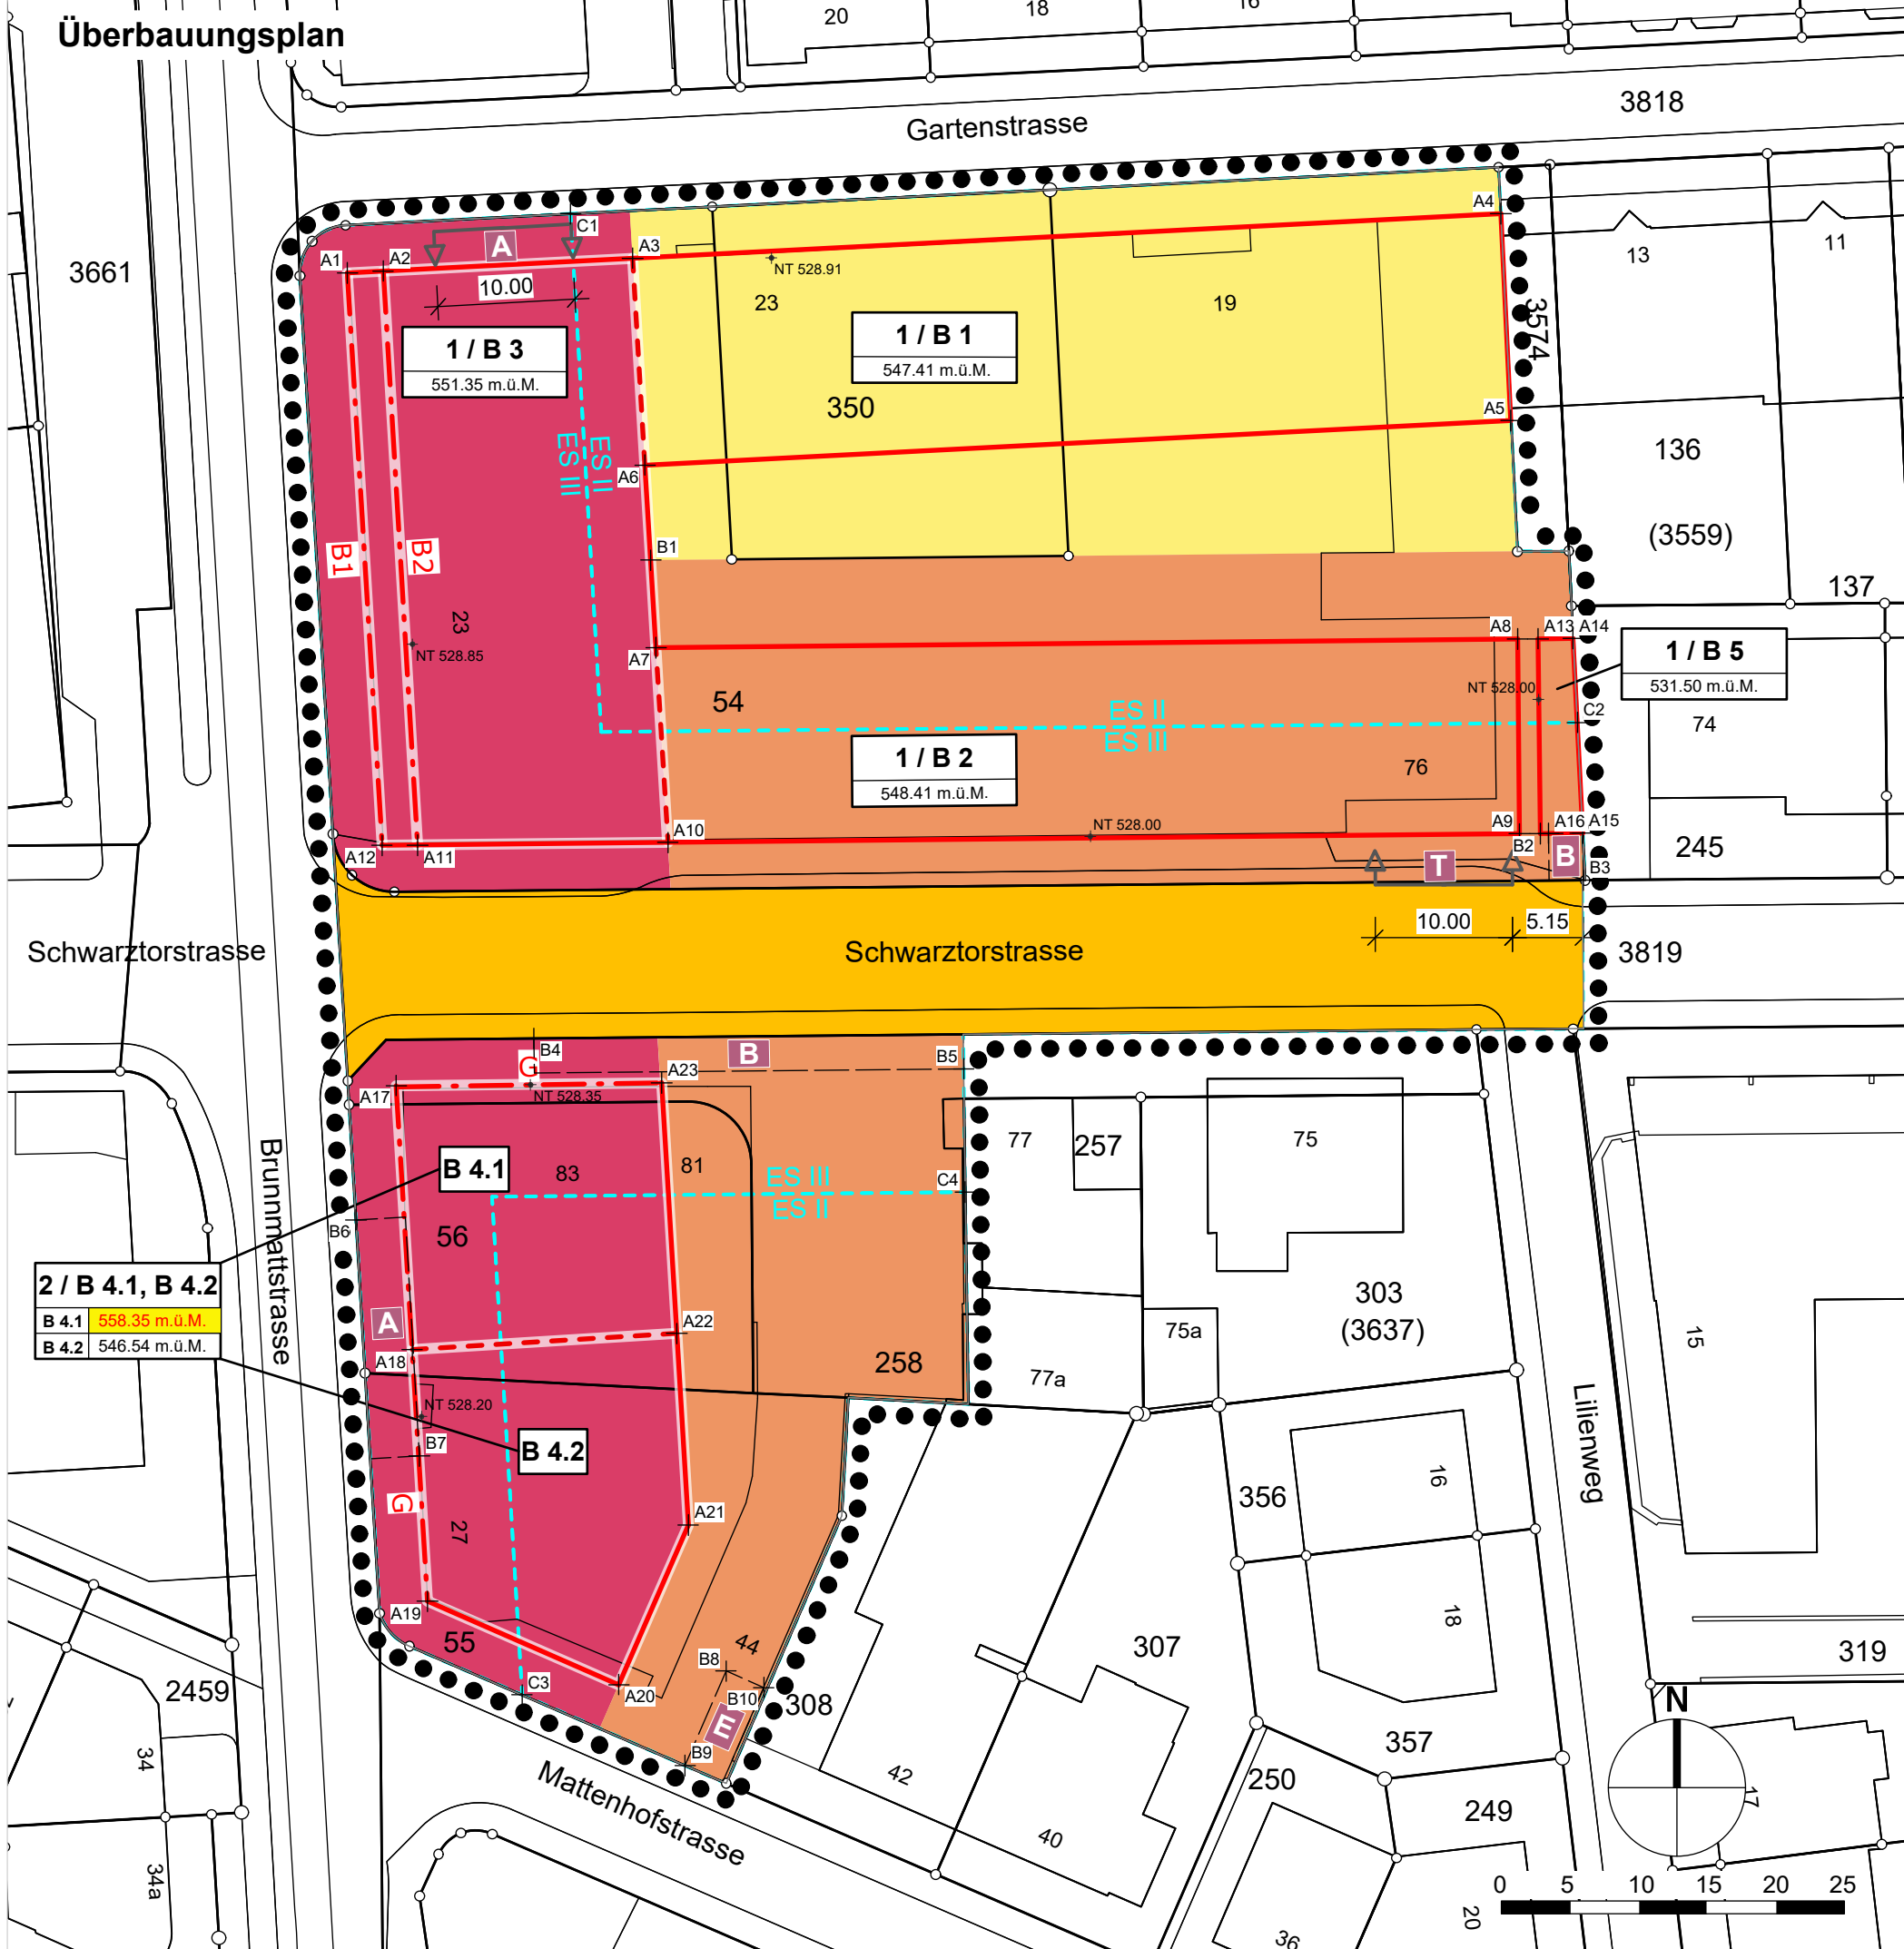 Überbauungsplan
20
18
16
3818
Gartenstrasse
3661
A1
A2
A
C1
A3
A4
10.00
NT 528.91
23
19
13
11
3574
1 / B 3
551.35 m.ü.M.
1 / B 1
547.41 m.ü.M.
350
A5
136
ES III
ES II
A6
B1
B2
B1
(3559)
137
23
NT 528.85
A7
A8
A13
A14
1 / B 5
531.50 m.ü.M.
NT 528.00
54
ES II
ES III
C2
74
1 / B 2
548.41 m.ü.M.
76
NT 528.00
A12
A11
A10
A9
A16
A15
B2
T
B
B3
245
10.00
5.15
Schwarztorstrasse
Schwarztorstrasse
3819
B4
G
B
B5
A17
NT 528.35
A23
77
257
75
B 4.1
83
81
ES III
ES II
C4
B6
56
Brunnmattstrasse
2 / B 4.1, B 4.2
B 4.1
558.35 m.ü.M.
B 4.2
546.54 m.ü.M.
A
A22
A18
303
(3637)
75a
77a
258
15
NT 528.20
B7
B 4.2
Lilienweg
G
27
A21
356
16
A19
55
44
18
307
319
B8
B10
308
C3
A20
E
B9
2459
N
357
34
Mattenhofstrasse
42
250
249
17
40
34a
0
5
10
15
20
25
20
36